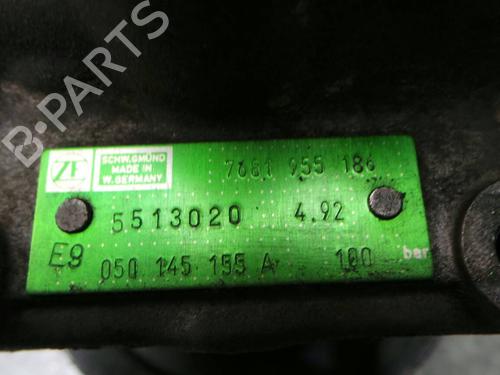 B-PARTS
ZF
SCHW.GMÜND
MADE IN
W. GERMANY
7681 955 186
5513020 4.92
E9
050 145 155 A 100 bar